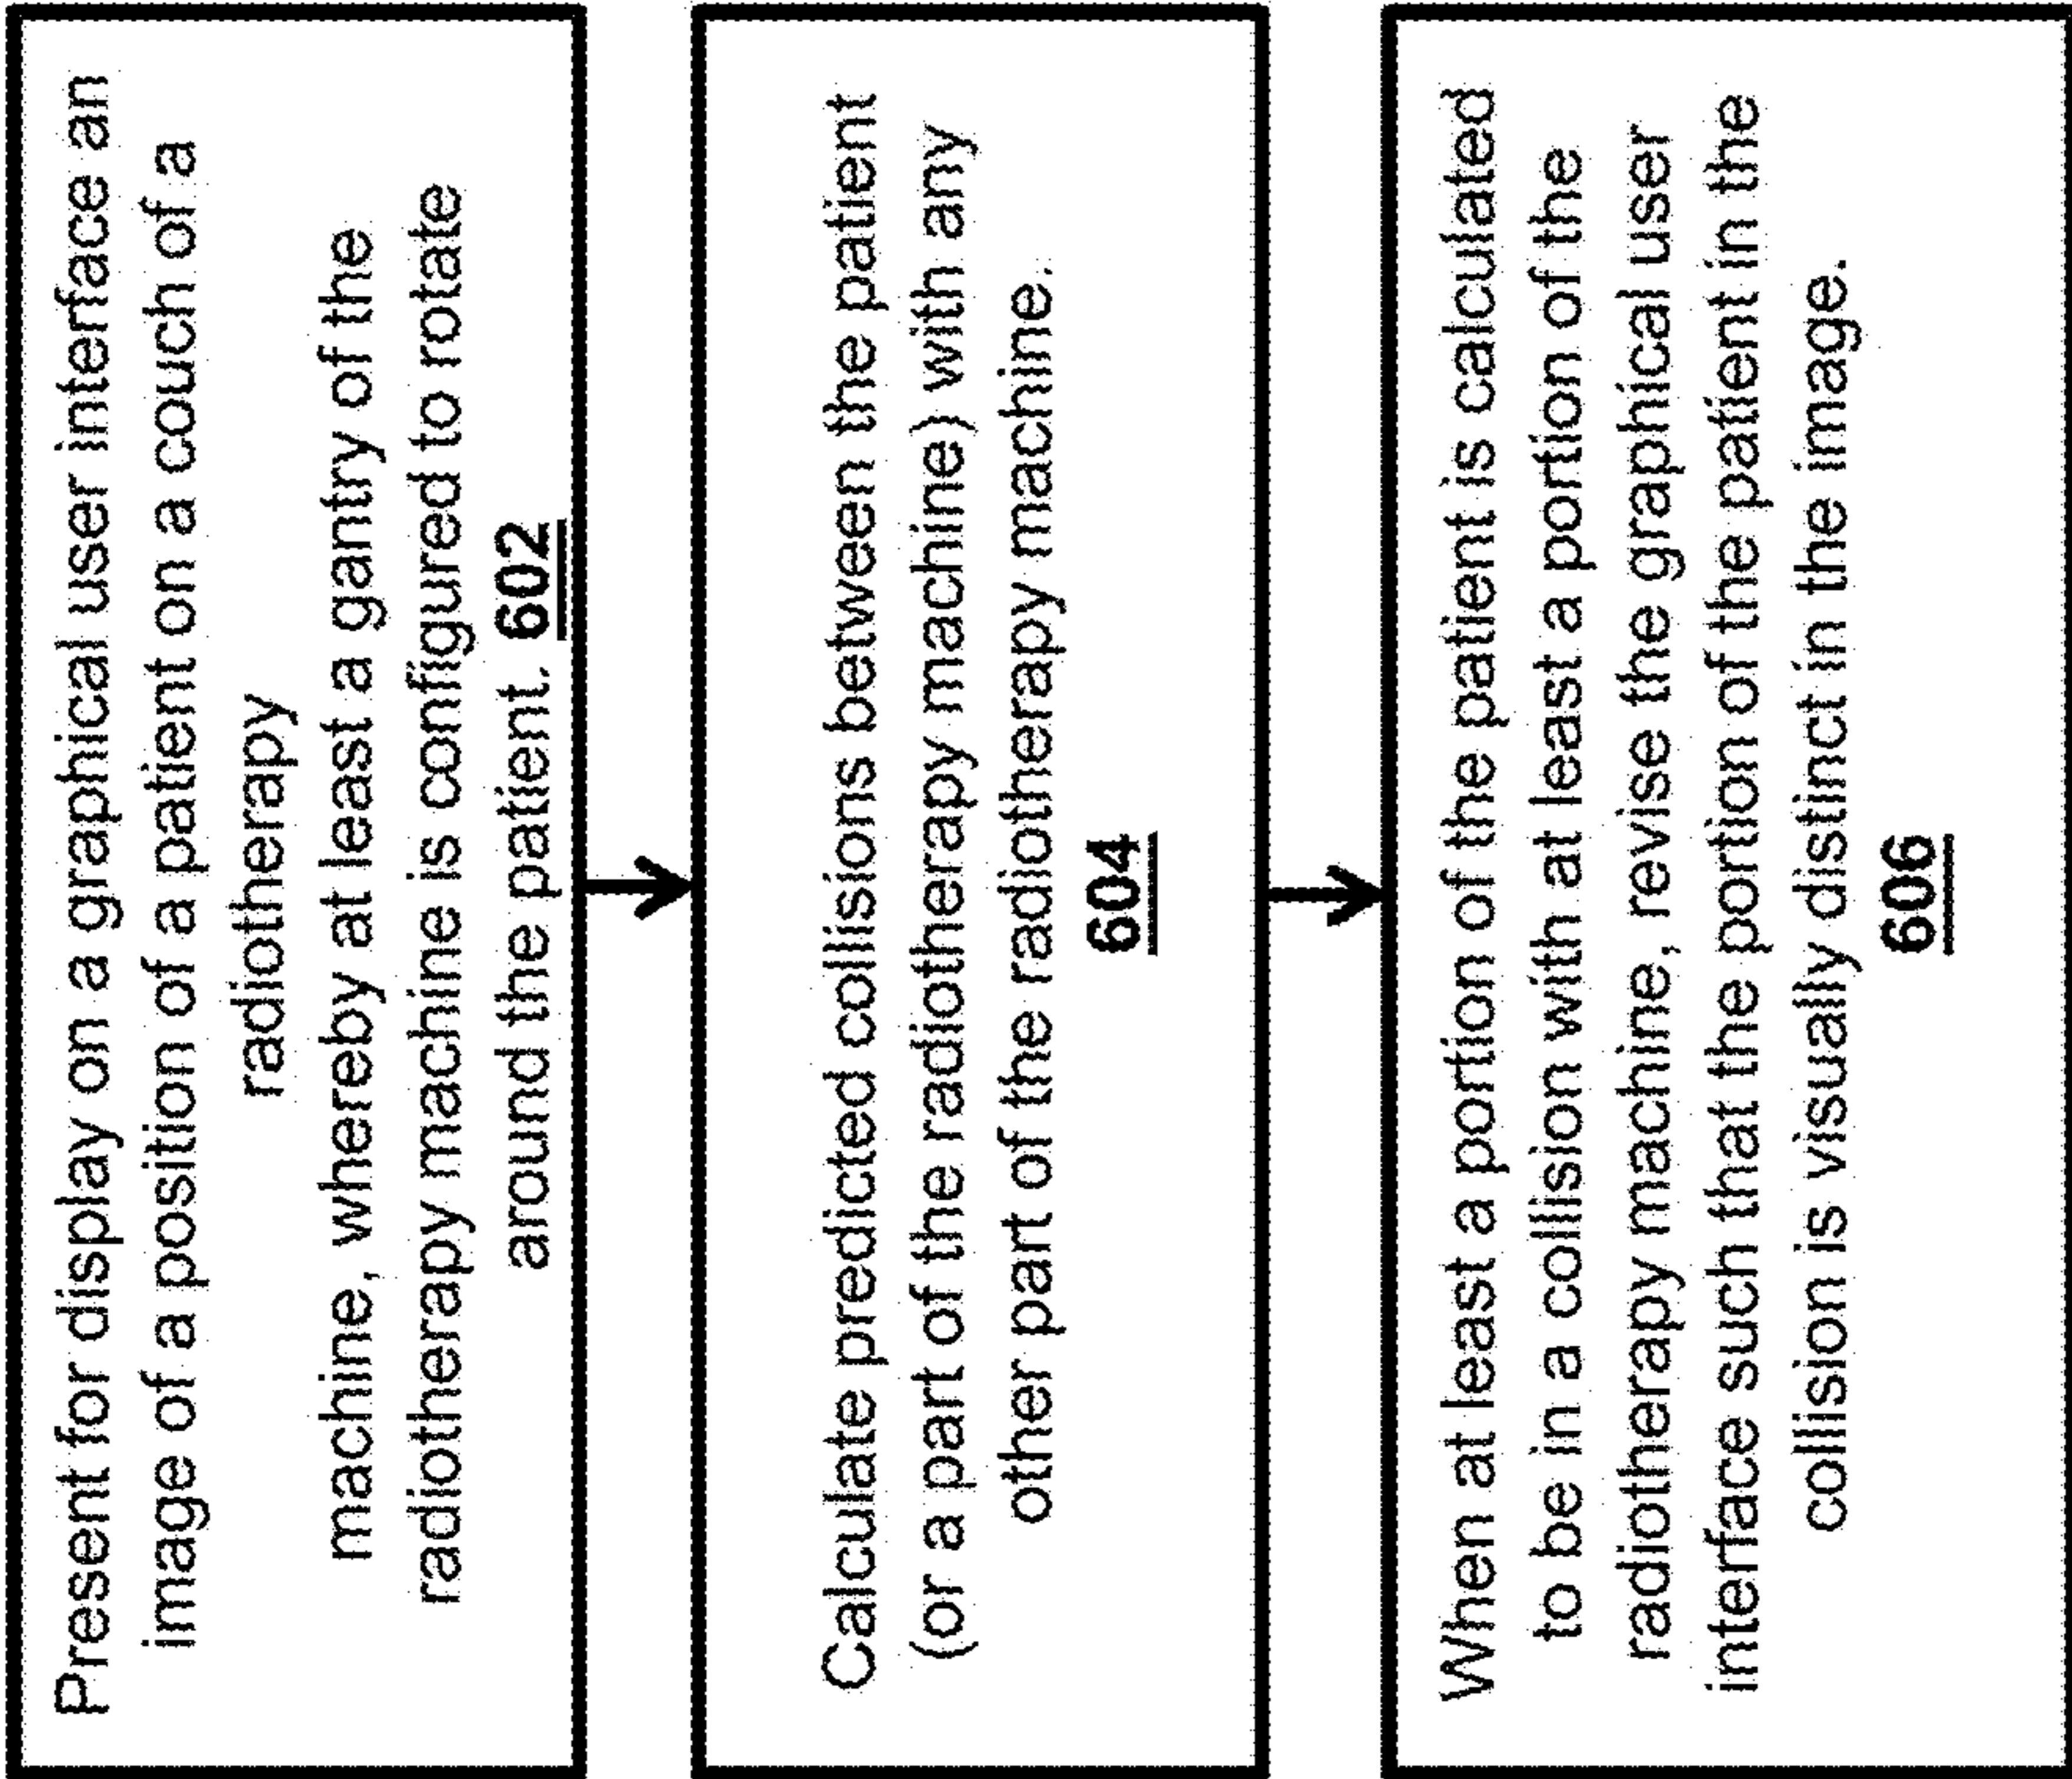 Present for display on a graphical user interface an
image of a position of a patient on a couch of a
radiotherapy
machine, whereby at least a gantry of the
radiotherapy machine is configured to rotate
around the patient. 602
Calculate predicted collisions between the patient
(or a part of the radiotherapy machine) with any
other part of the radiotherapy machine.
604
When at least a portion of the patient is calculated
to be in a collision with at least a portion of the
radiotherapy machine, revise the graphical user
interface such that the portion of the patient in the
collision is visually distinct in the image.
606